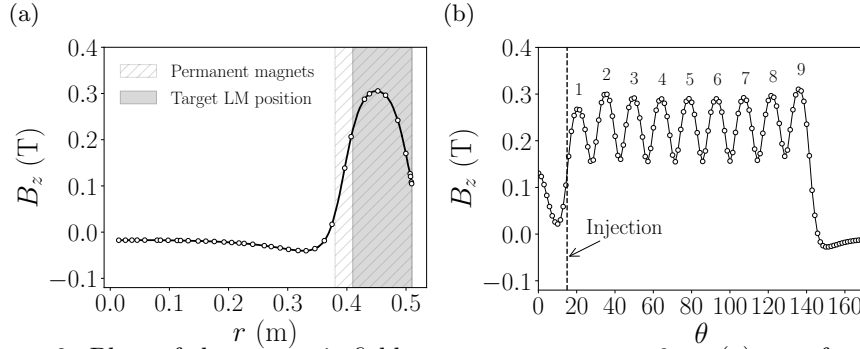 (a)
(b)
0.4
0.3
0.2
0.1
0.0
−0.1
B_z (T)
Permanent magnets
Target LM position
0.0 0.1 0.2 0.3 0.4 0.5
r (m)
0.4
0.3
0.2
0.1
0.0
−0.1
B_z (T)
1 2 3 4 5 6 7 8 9
Injection
0 20 40 60 80 100 120 140 160
θ